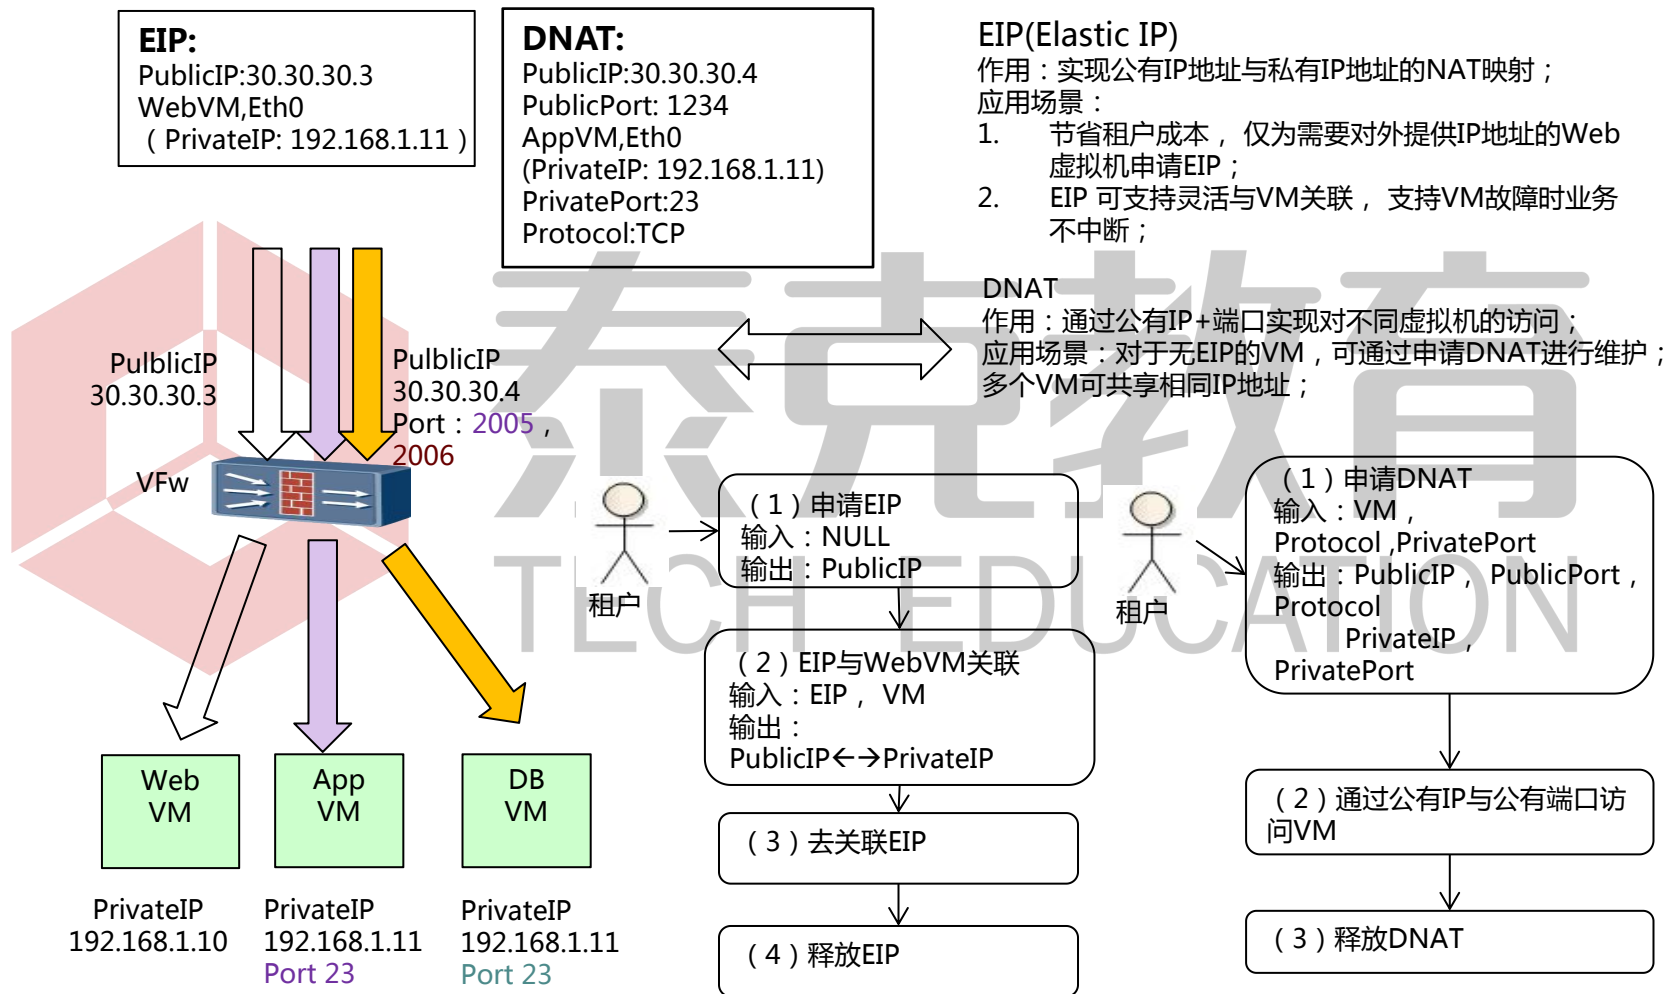 EIP:
PublicIP:30.30.30.3
WebVM,Eth0
（PrivateIP: 192.168.1.11）
DNAT:
PublicIP:30.30.30.4
PublicPort: 1234
AppVM,Eth0
(PrivateIP: 192.168.1.11)
PrivatePort:23
Protocol:TCP
EIP(Elastic IP)
作用：实现公有IP地址与私有IP地址的NAT映射；
应用场景：
1. 节省租户成本，仅为需要对外提供IP地址的Web
虚拟机申请EIP；
2. EIP 可支持灵活与VM关联，支持VM故障时业务
不中断；
DNAT
作用：通过公有IP+端口实现对不同虚拟机的访问；
应用场景：对于无EIP的VM，可通过申请DNAT进行维护；
多个VM可共享相同IP地址；
泰克教育
TECH EDUCATION
PulblicIP
30.30.30.3
PulblicIP
30.30.30.4
Port：2005，
2006
VFw
Web
VM
App
VM
DB
VM
PrivateIP
192.168.1.10
PrivateIP
192.168.1.11
Port 23
PrivateIP
192.168.1.11
Port 23
租户
（1）申请EIP
输入：NULL
输出：PublicIP
（2）EIP与WebVM关联
输入：EIP，VM
输出：
PublicIP←→PrivateIP
（3）去关联EIP
（4）释放EIP
租户
（1）申请DNAT
输入：VM，
Protocol ,PrivatePort
输出：PublicIP，PublicPort，
Protocol
PrivateIP，
PrivatePort
（2）通过公有IP与公有端口访
问VM
（3）释放DNAT